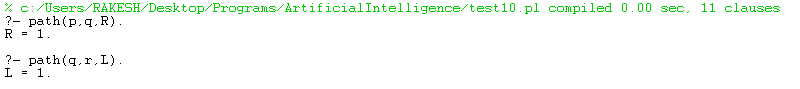 % c:/Users/RAKESH/Desktop/Programs/ArtificialIntelligence/test10.pl compiled 0.00 sec, 11 clauses
?- path(p,q,R).
R = 1.
?- path(q,r,L).
L = 1.